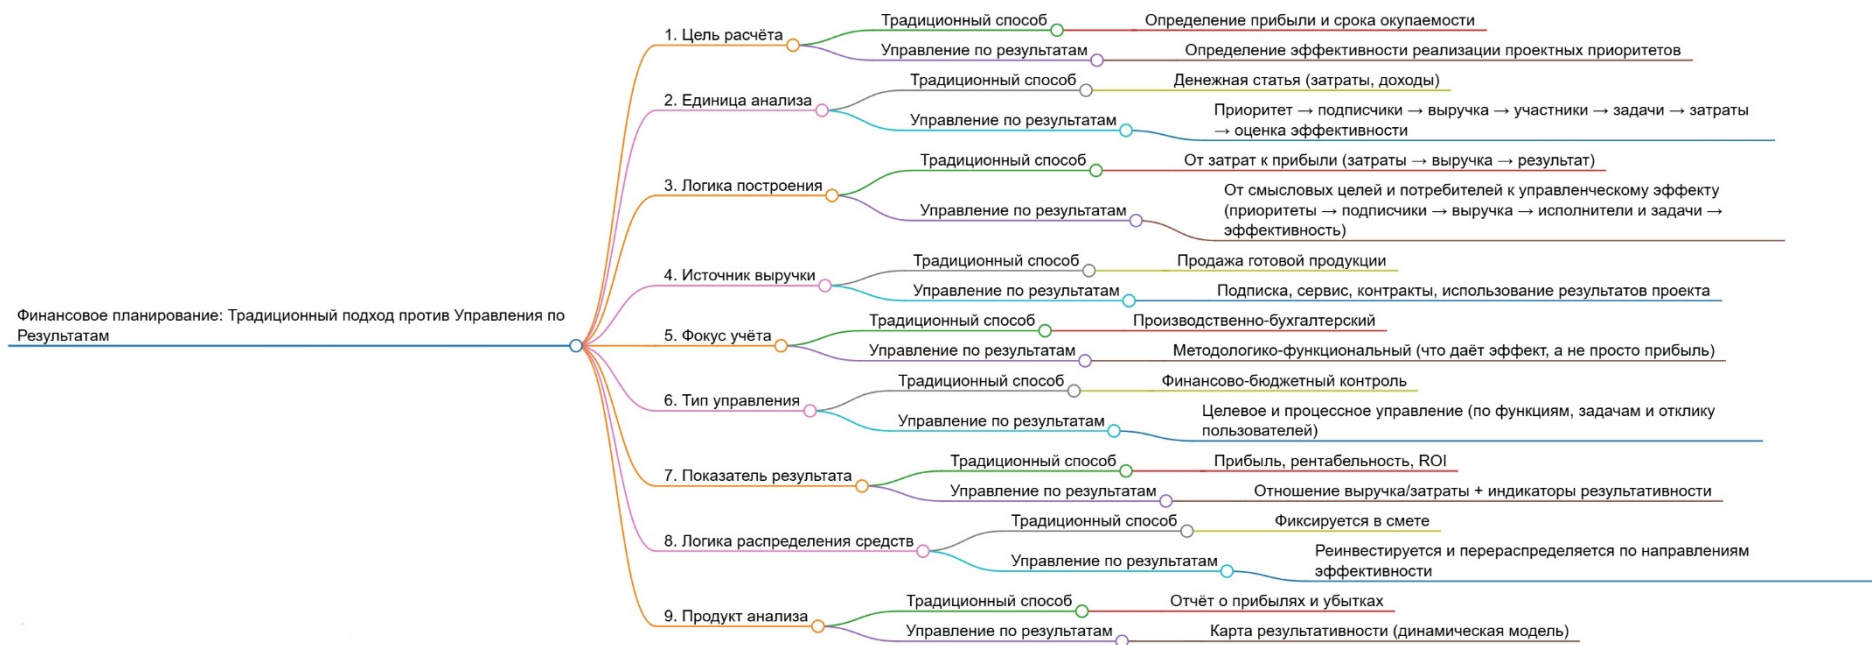 Финансовое планирование: Традиционный подход против Управления по
Результатам
1. Цель расчёта
Традиционный способ
Определение прибыли и срока окупаемости
Управление по результатам
Определение эффективности реализации проектных приоритетов
2. Единица анализа
Традиционный способ
Денежная статья (затраты, доходы)
Управление по результатам
Приоритет → подписчики → выручка → участники → задачи → затраты
→ оценка эффективности
3. Логика построения
Традиционный способ
От затрат к прибыли (затраты → выручка → результат)
Управление по результатам
От смысловых целей и потребителей к управленческому эффекту
(приоритеты → подписчики → выручка → исполнители и задачи →
эффективность)
4. Источник выручки
Традиционный способ
Продажа готовой продукции
Управление по результатам
Подписка, сервис, контракты, использование результатов проекта
5. Фокус учёта
Традиционный способ
Производственно-бухгалтерский
Управление по результатам
Методологико-функциональный (что даёт эффект, а не просто прибыль)
6. Тип управления
Традиционный способ
Финансово-бюджетный контроль
Управление по результатам
Целевое и процессное управление (по функциям, задачам и отклику
пользователей)
7. Показатель результата
Традиционный способ
Прибыль, рентабельность, ROI
Управление по результатам
Отношение выручка/затраты + индикаторы результативности
8. Логика распределения средств
Традиционный способ
Фиксируется в смете
Управление по результатам
Реинвестируется и перераспределяется по направлениям
эффективности
9. Продукт анализа
Традиционный способ
Отчёт о прибылях и убытках
Управление по результатам
Карта результативности (динамическая модель)